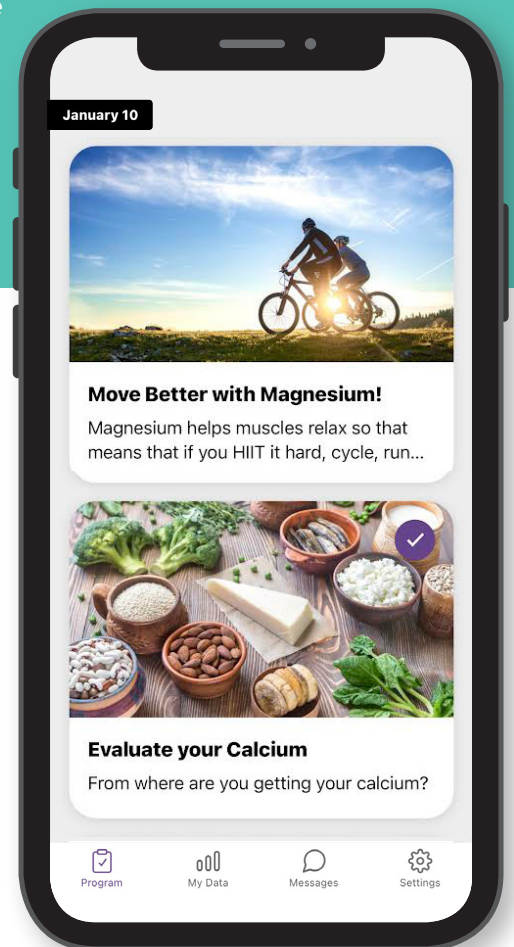 January 10
Move Better with Magnesium!
Magnesium helps muscles relax so that
means that if you HIIT it hard, cycle, run...
Evaluate your Calcium
From where are you getting your calcium?
Program
My Data
Messages
Settings